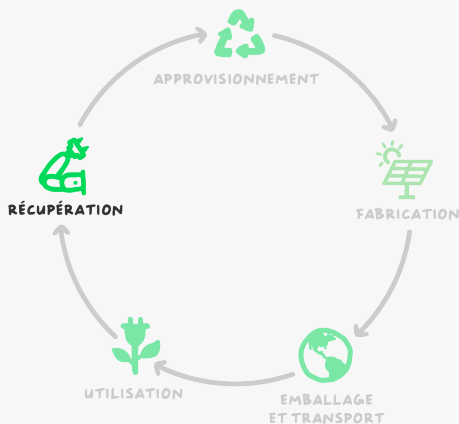 APPROVISIONNEMENT
RÉCUPÉRATION
FABRICATION
UTILISATION
EMBALLAGE
ET TRANSPORT